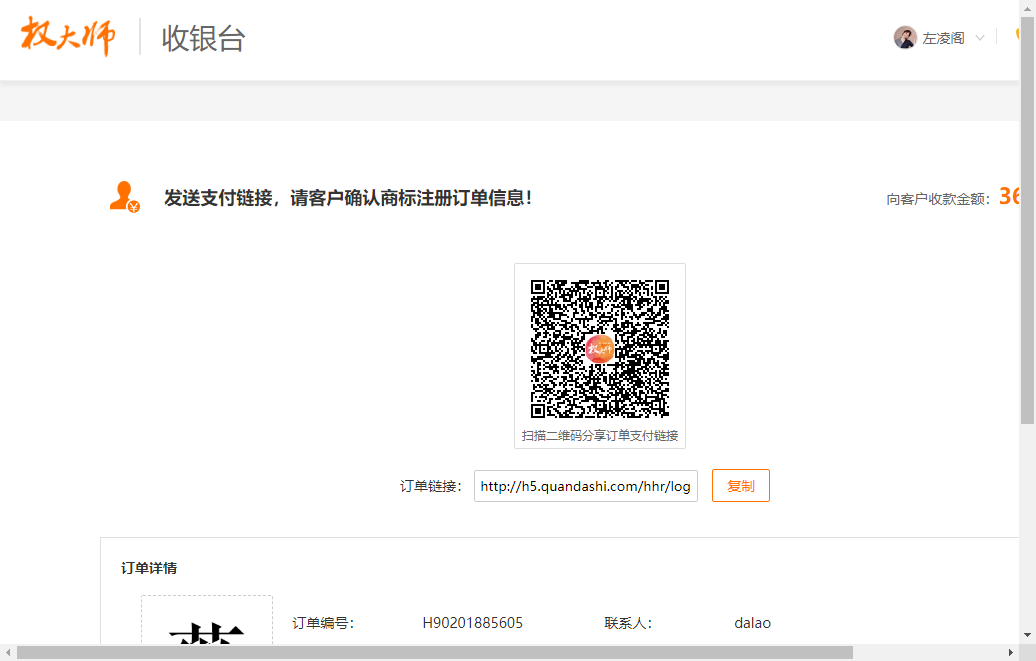 权大师
收银台
左凌阁
发送支付链接，请客户确认商标注册订单信息！
向客户收款金额：36
权大师
扫描二维码分享订单支付链接
订单链接：
http://h5.quandashi.com/hhr/log
复制
订单详情
订单编号：
H90201885605
联系人：
dalao